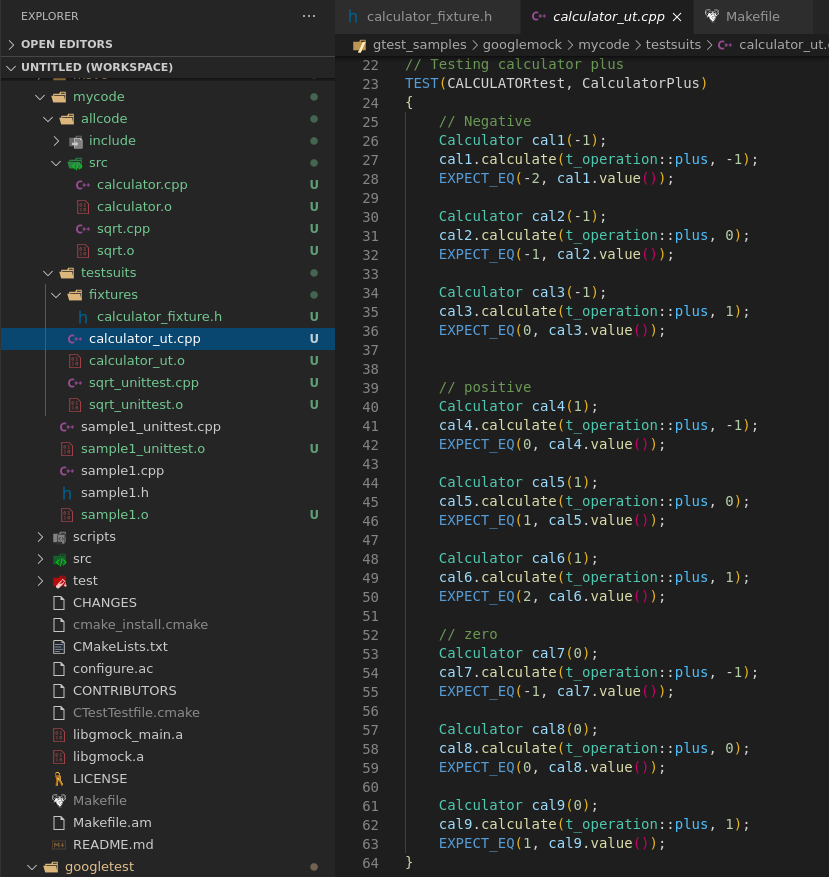 EXPLORER
OPEN EDITORS
UNTITLED (WORKSPACE)
mycode
allcode
include
src
calculator.cpp U
calculator.o U
sqrt.cpp U
sqrt.o U
testsuits
fixtures
calculator_fixture.h U
calculator_ut.cpp U
calculator_ut.o U
sqrt_unittest.cpp U
sqrt_unittest.o U
sample1_unittest.cpp
sample1_unittest.o U
sample1.cpp
sample1.h
sample1.o U
scripts
src
test
CHANGES
cmake_install.cmake
CMakeLists.txt
configure.ac
CONTRIBUTORS
CTestTestfile.cmake
libgmock_main.a
libgmock.a
LICENSE
Makefile
Makefile.am
README.md
googletest
calculator_fixture.h calculator_ut.cpp Makefile
gtest_samples > googlemock > mycode > testsuits > calculator_ut.
22 // Testing calculator plus
23 TEST(CALCULATORtest, CalculatorPlus)
24 {
25 // Negative
26 Calculator cal1(-1);
27 cal1.calculate(t_operation::plus, -1);
28 EXPECT_EQ(-2, cal1.value());
29
30 Calculator cal2(-1);
31 cal2.calculate(t_operation::plus, 0);
32 EXPECT_EQ(-1, cal2.value());
33
34 Calculator cal3(-1);
35 cal3.calculate(t_operation::plus, 1);
36 EXPECT_EQ(0, cal3.value());
37
38
39 // positive
40 Calculator cal4(1);
41 cal4.calculate(t_operation::plus, -1);
42 EXPECT_EQ(0, cal4.value());
43
44 Calculator cal5(1);
45 cal5.calculate(t_operation::plus, 0);
46 EXPECT_EQ(1, cal5.value());
47
48 Calculator cal6(1);
49 cal6.calculate(t_operation::plus, 1);
50 EXPECT_EQ(2, cal6.value());
51
52 // zero
53 Calculator cal7(0);
54 cal7.calculate(t_operation::plus, -1);
55 EXPECT_EQ(-1, cal7.value());
56
57 Calculator cal8(0);
58 cal8.calculate(t_operation::plus, 0);
59 EXPECT_EQ(0, cal8.value());
60
61 Calculator cal9(0);
62 cal9.calculate(t_operation::plus, 1);
63 EXPECT_EQ(1, cal9.value());
64 }